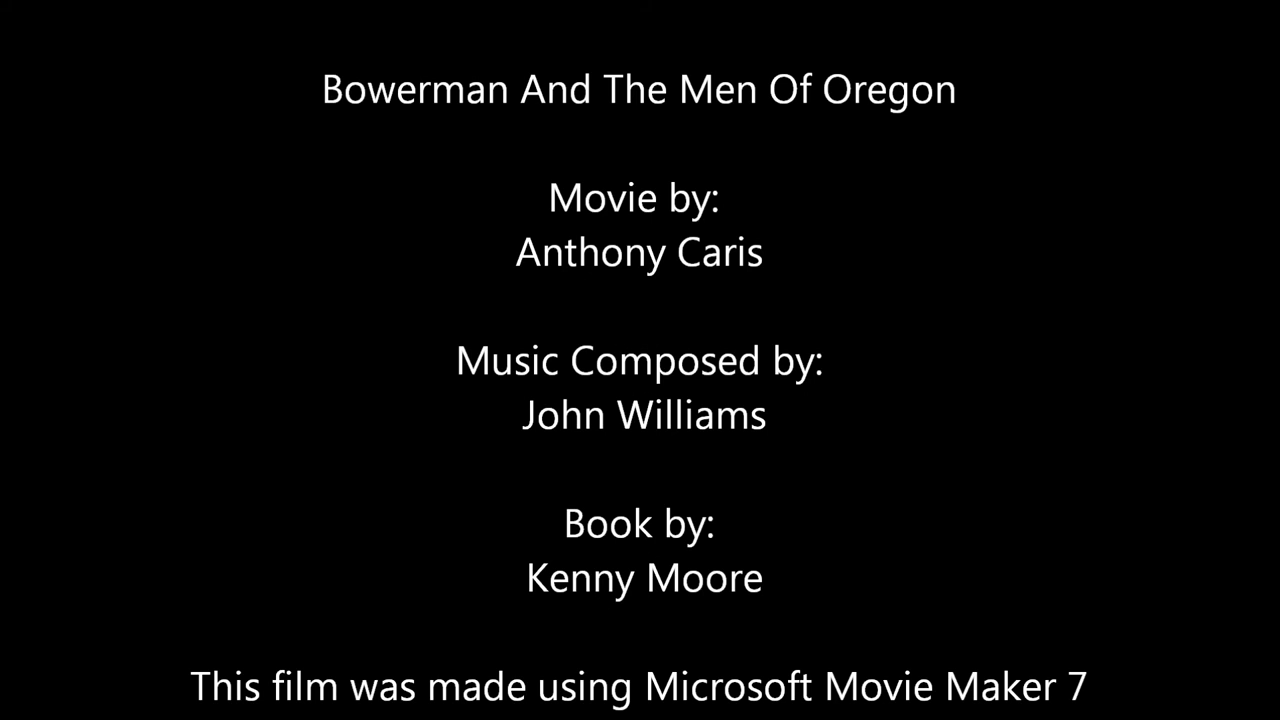 Bowerman And The Men Of Oregon
Movie by:
Anthony Caris
Music Composed by:
John Williams
Book by:
Kenny Moore
This film was made using Microsoft Movie Maker 7